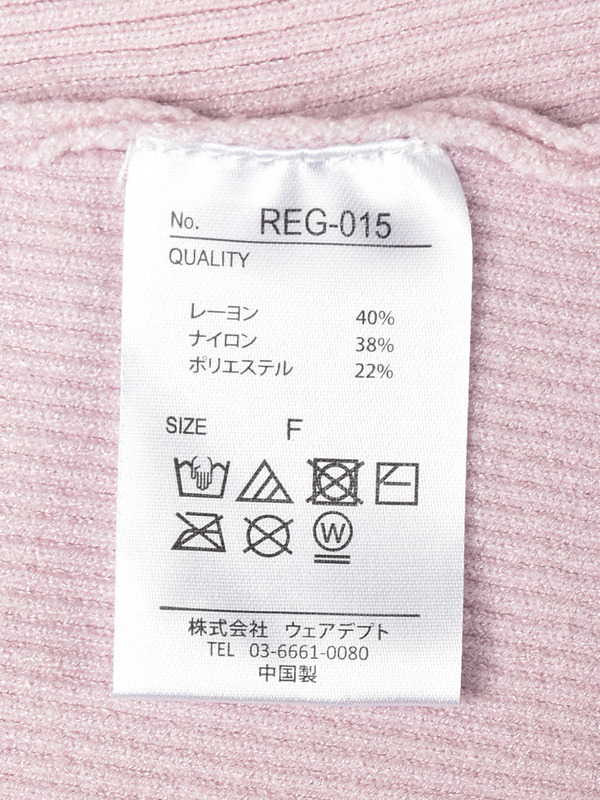 No. REG-015
QUALITY
レーヨン 40%
ナイロン 38%
ポリエステル 22%
SIZE F
W
株式会社 ウェアデプト
TEL 03-6661-0080
中国製